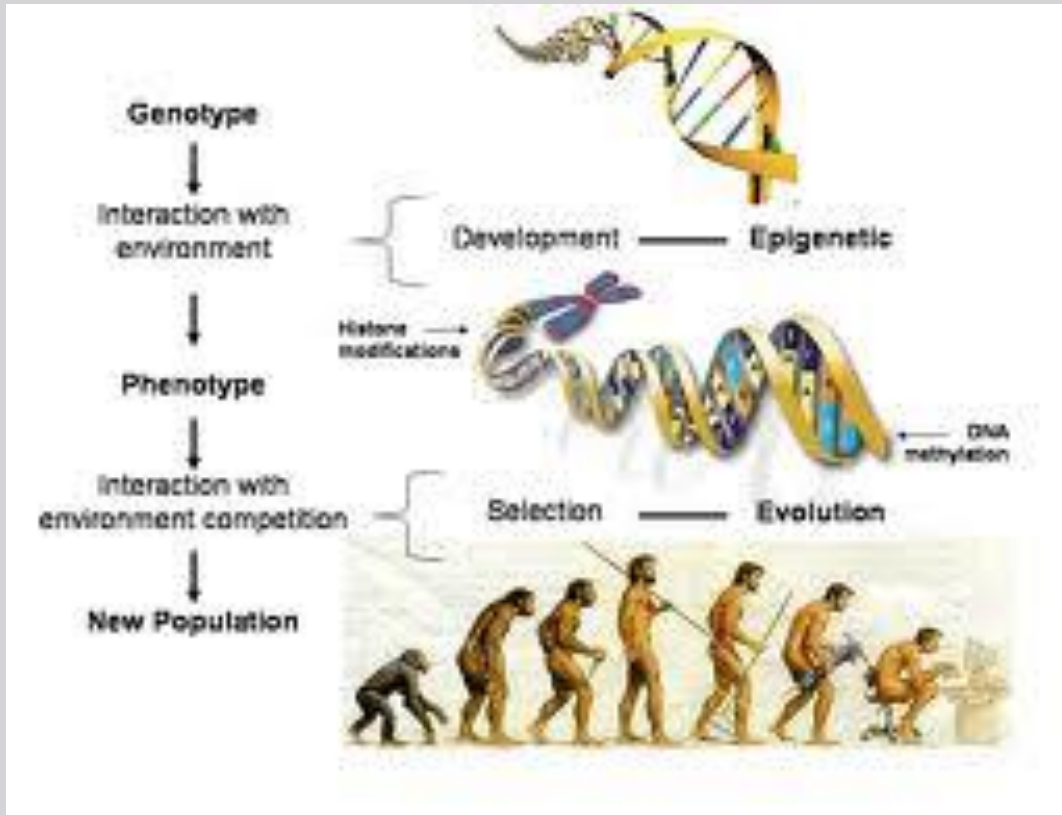 Genotype
Interaction with
environment
Development
Epigenetic
Histone
modifications
Phenotype
DNA
methylation
Interaction with
environment competition
Selection
Evolution
New Population